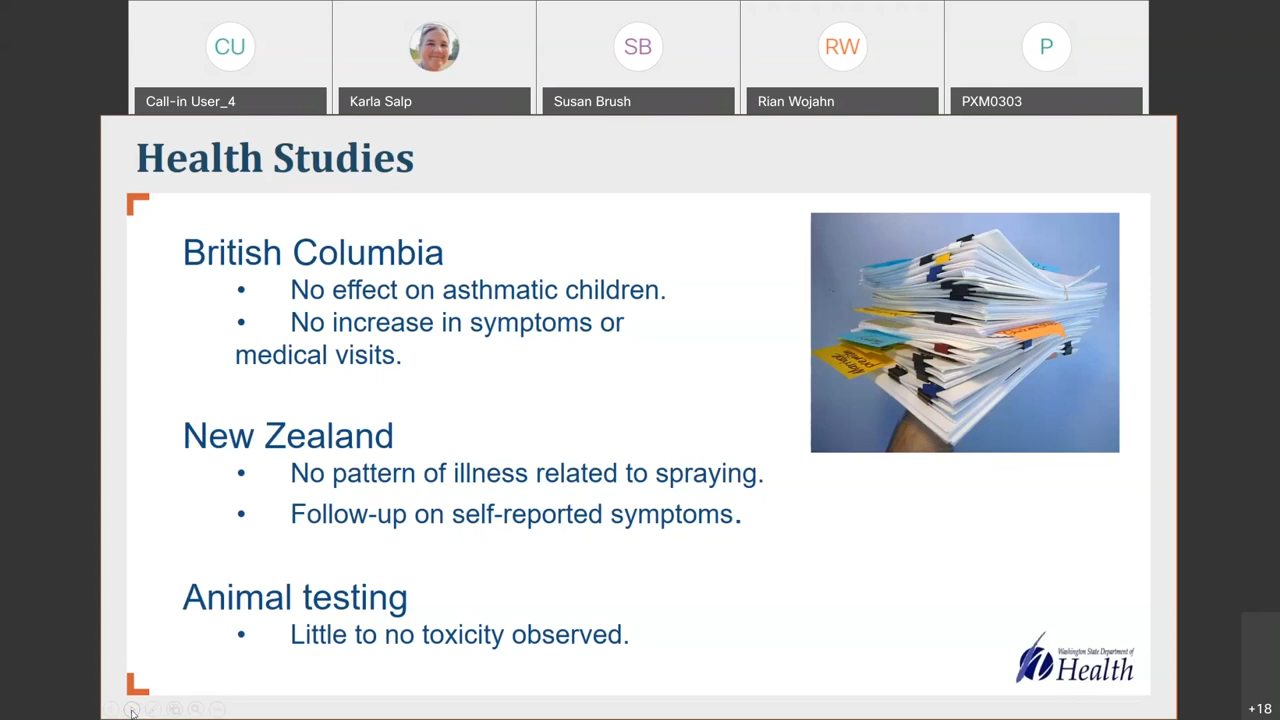 CU
SB
RW
P
Call-in User_4
Karla Salp
Susan Brush
Rian Wojahn
PXM0303
Health Studies
British Columbia
• No effect on asthmatic children.
• No increase in symptoms or
medical visits.
New Zealand
• No pattern of illness related to spraying.
• Follow-up on self-reported symptoms.
Animal testing
• Little to no toxicity observed.
Washington State Department of
Health
+18